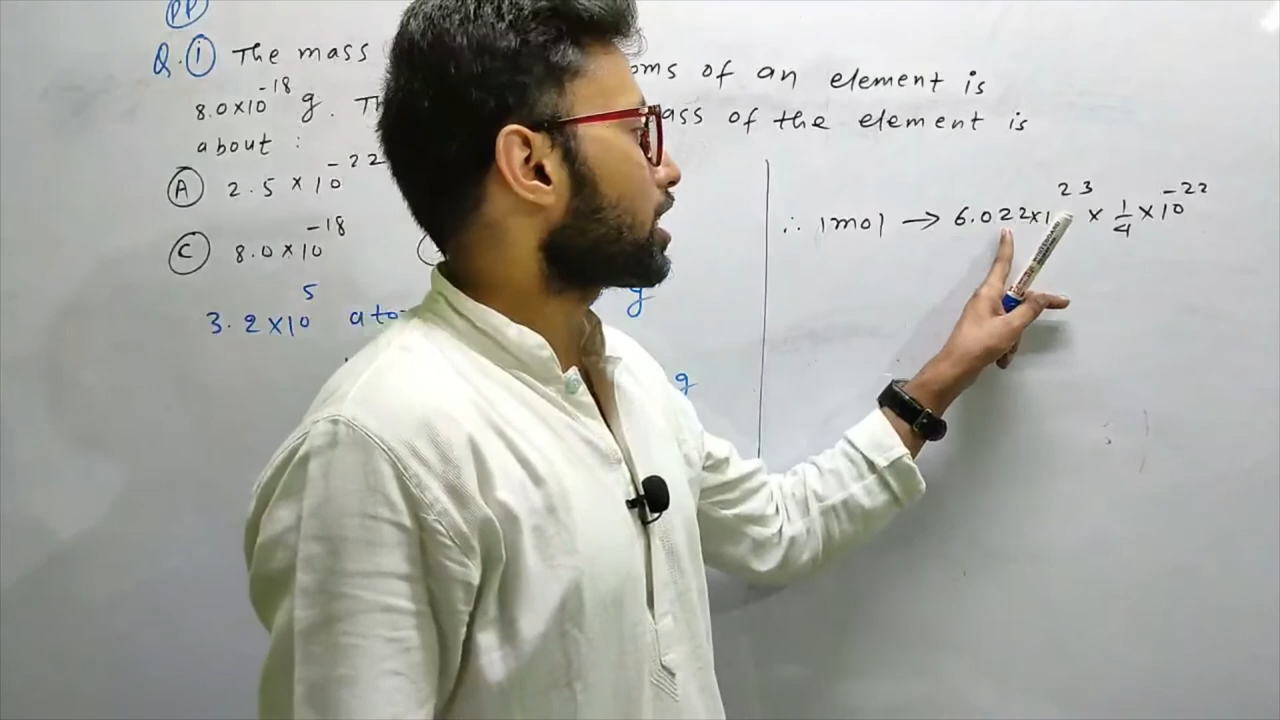 PP
Q.① The mass oms of an element is
8.0×10⁻¹⁸ g. Th ass of the element is
about :
Ⓐ 2.5 × 10⁻²²
Ⓒ 8.0×10⁻¹⁸
3.2×10⁵ ato g
g
∴ 1mol → 6.022×1 ²³ × 1/4 × 10⁻²²